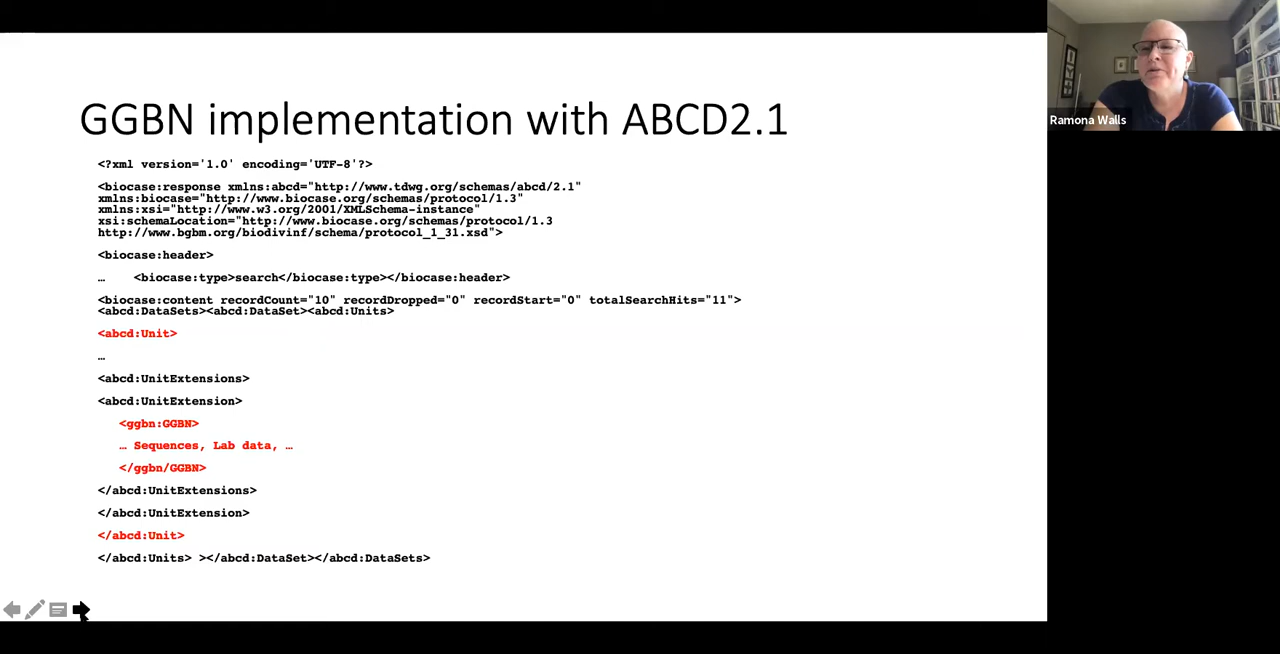 GGBN implementation with ABCD2.1
<?xml version='1.0' encoding='UTF-8'?>
<biocase:response xmlns:abcd="http://www.tdwg.org/schemas/abcd/2.1"
xmlns:biocase="http://www.biocase.org/schemas/protocol/1.3"
xmlns:xsi="http://www.w3.org/2001/XMLSchema-instance"
xsi:schemaLocation="http://www.biocase.org/schemas/protocol/1.3
http://www.bgbm.org/biodivinf/schema/protocol_1_31.xsd">
<biocase:header>
… <biocase:type>search</biocase:type></biocase:header>
<biocase:content recordCount="10" recordDropped="0" recordStart="0" totalSearchHits="11">
<abcd:DataSets><abcd:DataSet><abcd:Units>
<abcd:Unit>
…
<abcd:UnitExtensions>
<abcd:UnitExtension>
<ggbn:GGBN>
… Sequences, Lab data, …
</ggbn/GGBN>
</abcd:UnitExtensions>
</abcd:UnitExtension>
</abcd:Unit>
</abcd:Units> ></abcd:DataSet></abcd:DataSets>
Ramona Walls